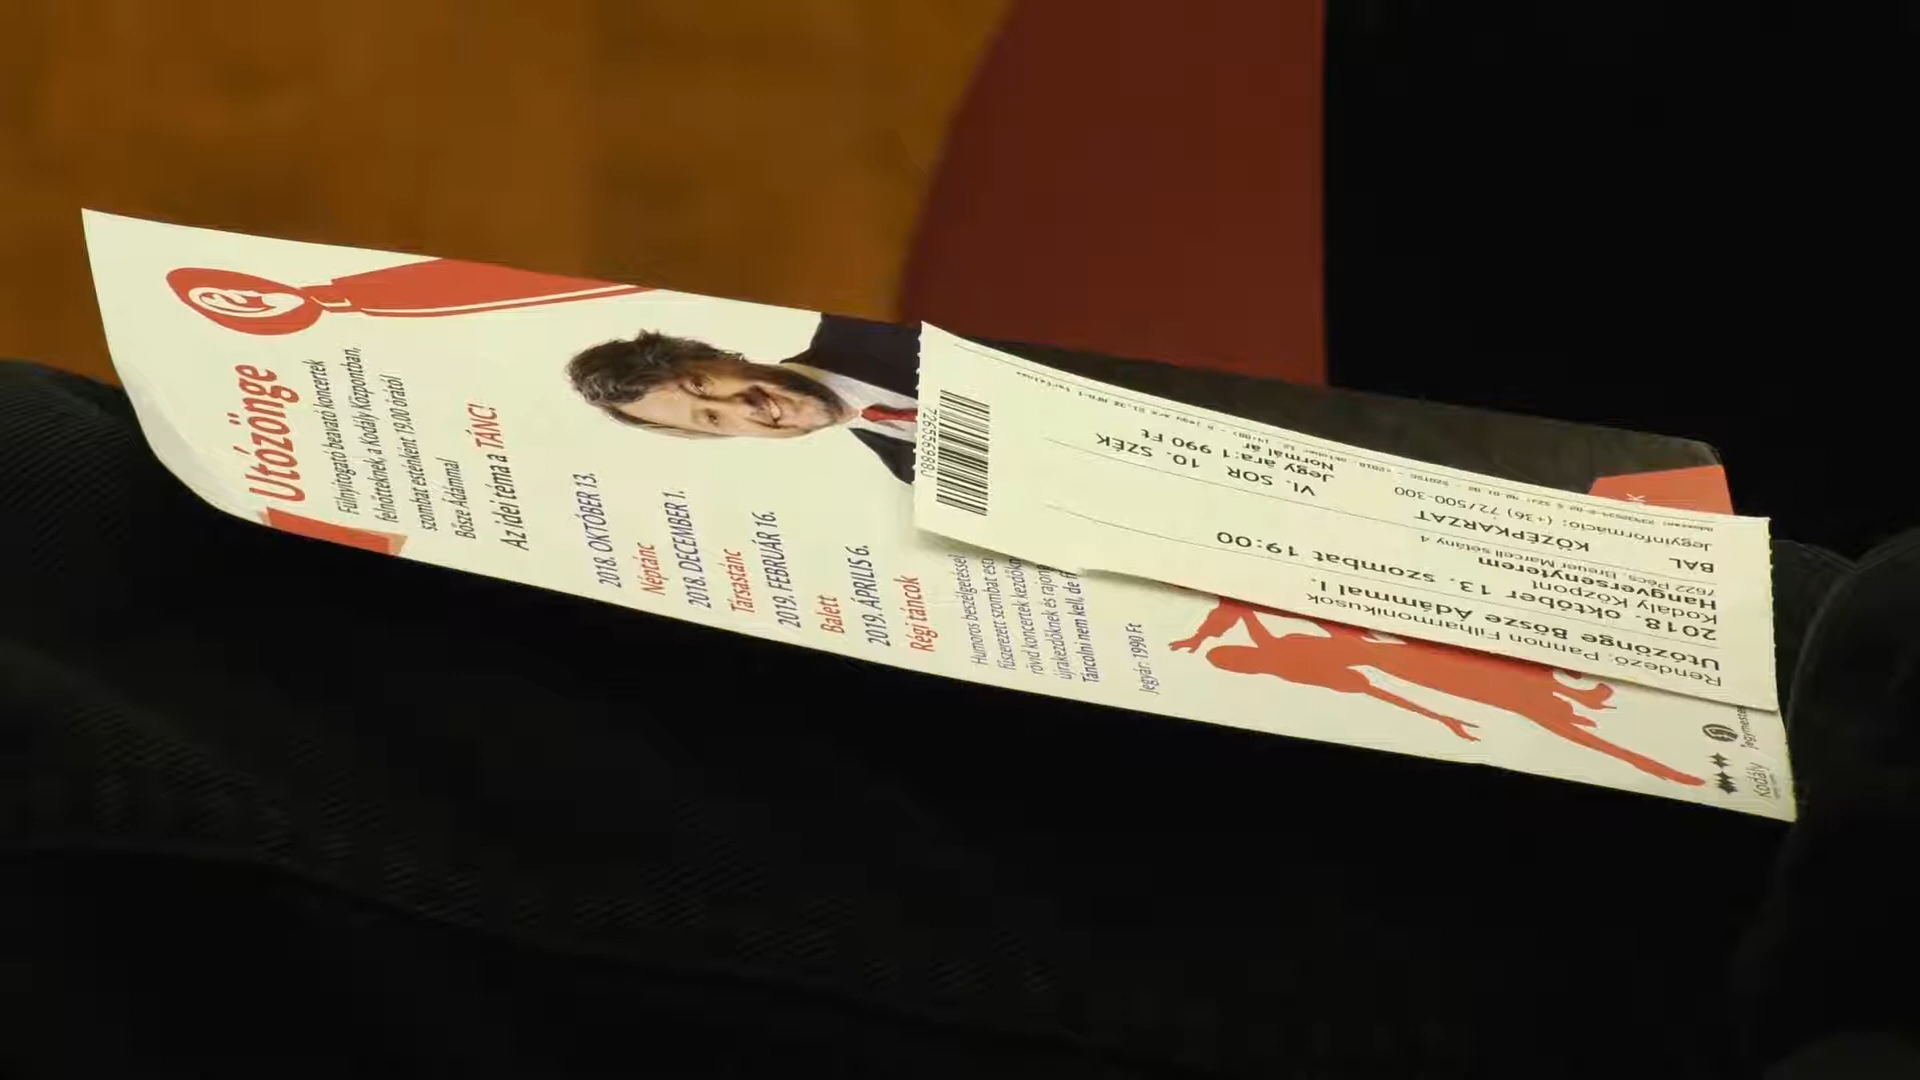 Utózönge
Fülnyitogató beavató koncertek
felnőtteknek, a Kodály Központban,
szombat esténként 19.00 órától
Bősze Ádámmal
Az idei téma a TÁNC!
2018. OKTÓBER 13.
Néptánc
2018. DECEMBER 1.
Társastánc
2019. FEBRUÁR 16.
Balett
2019. ÁPRILIS 6.
Régi táncok
Humoros beszélgetéssel
fűszerezett szombat
rövid koncertek
újrakezdőknek és
Táncolni nem kell, de
Jegyár: 1990 Ft
Kodály
Jegymester
Rendező: Pannon Filharmonikusok
Utózönge Bősze Ádámmal I.
2018. október 13. szombat 19:00
Kodály Központ
Hangversenyterem
7622 Pécs, Breuer Marcell sétány 4
BAL KÖZÉPKARZAT
VI. SOR 10. SZÉK
Jegyinformáció: (+36) 72/500-300
Jegy ára:1 990 Ft
Normál ár